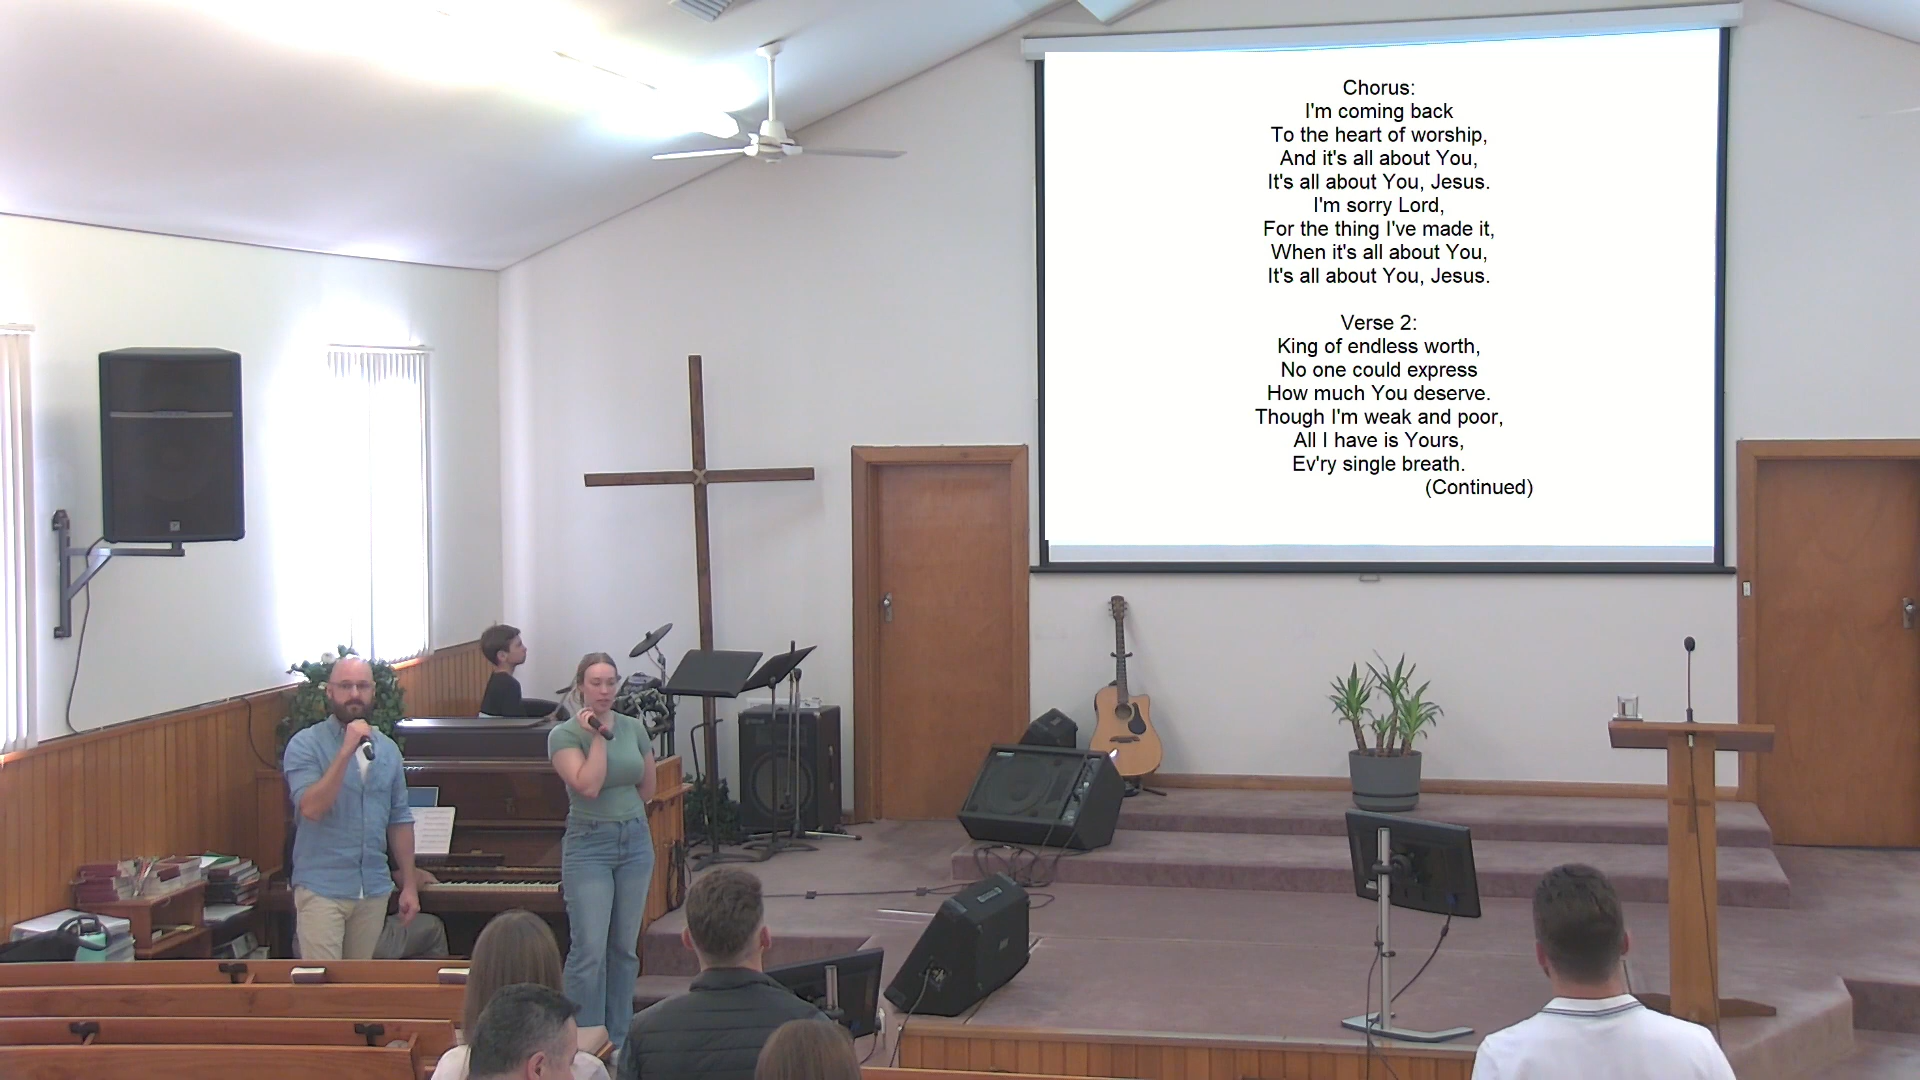 Chorus:
I'm coming back
To the heart of worship,
And it's all about You,
It's all about You, Jesus.
I'm sorry Lord,
For the thing I've made it,
When it's all about You,
It's all about You, Jesus.
Verse 2:
King of endless worth,
No one could express
How much You deserve.
Though I'm weak and poor,
All I have is Yours,
Ev'ry single breath.
(Continued)